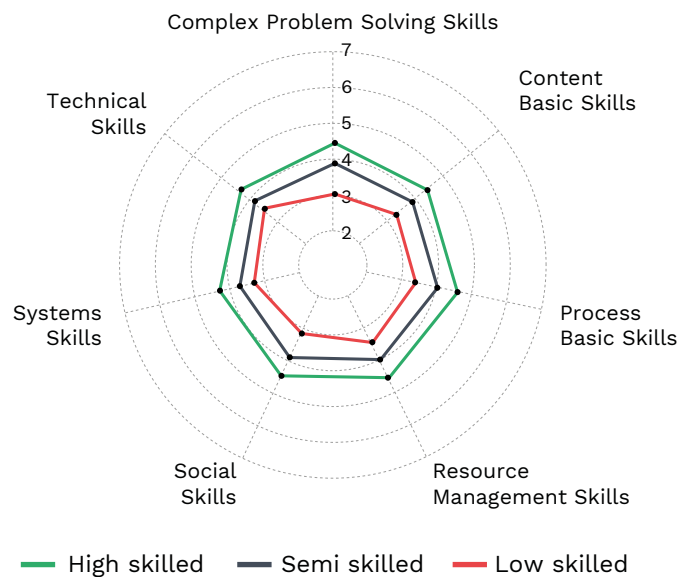 Complex Problem Solving Skills
7
6
5
4
3
2
Content
Basic Skills
Process
Basic Skills
Resource
Management Skills
Social
Skills
Systems
Skills
Technical
Skills
High skilled
Semi skilled
Low skilled